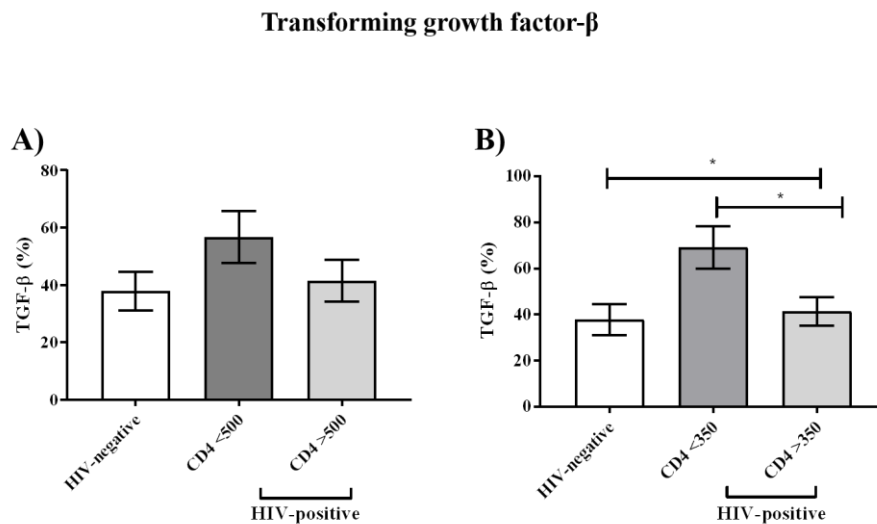 Transforming growth factor-β
A)
80
60
40
20
0
TGF-β (%)
HIV-negative
CD4 <500
CD4 >500
HIV-positive
B)
*
*
100
80
60
40
20
0
TGF-β (%)
HIV-negative
CD4 <350
CD4 >350
HIV-positive